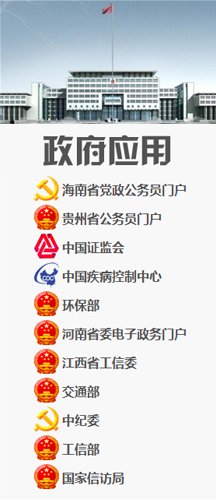 政府应用
海南省党政公务员门户
贵州省公务员门户
中国证监会
CDC
中国疾病控制中心
环保部
河南省委电子政务门户
江西省工信委
交通部
中纪委
工信部
国家信访局